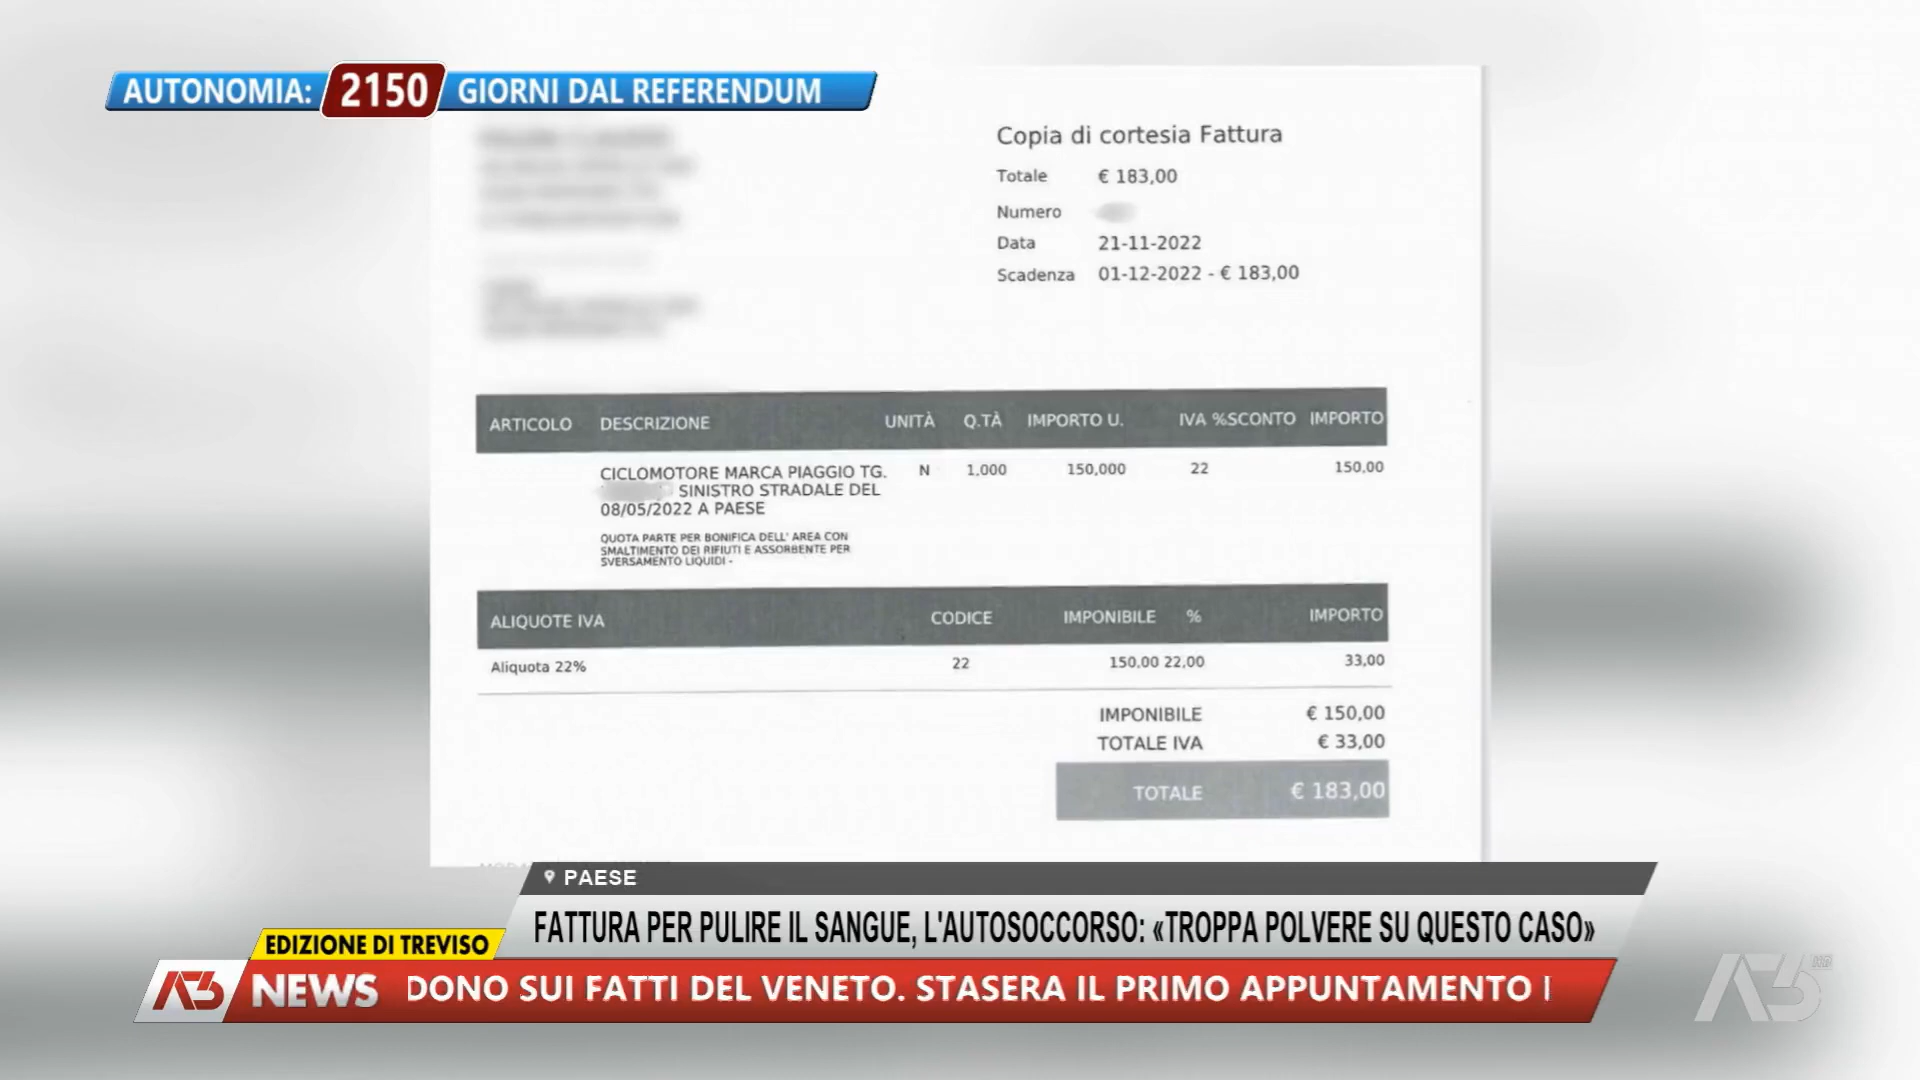 AUTONOMIA: 2150 GIORNI DAL REFERENDUM
Copia di cortesia Fattura
Totale € 183,00
Numero
Data 21-11-2022
Scadenza 01-12-2022 - € 183,00
ARTICOLO DESCRIZIONE UNITÀ Q.TÀ IMPORTO U. IVA %SCONTO IMPORTO
CICLOMOTORE MARCA PIAGGIO TG. N 1,000 150,000 22 150,00
SINISTRO STRADALE DEL
08/05/2022 A PAESE
QUOTA PARTE PER BONIFICA DELL' AREA CON
SMALTIMENTO DEI RIFIUTI E ASSORBENTE PER
SVERSAMENTO LIQUIDI -
ALIQUOTE IVA CODICE IMPONIBILE % IMPORTO
Aliquota 22% 22 150,00 22,00 33,00
IMPONIBILE € 150,00
TOTALE IVA € 33,00
TOTALE € 183,00
PAESE
FATTURA PER PULIRE IL SANGUE, L'AUTOSOCCORSO: «TROPPA POLVERE SU QUESTO CASO»
EDIZIONE DI TREVISO
A3 NEWS DONO SUI FATTI DEL VENETO. STASERA IL PRIMO APPUNTAMENTO
A3 HD